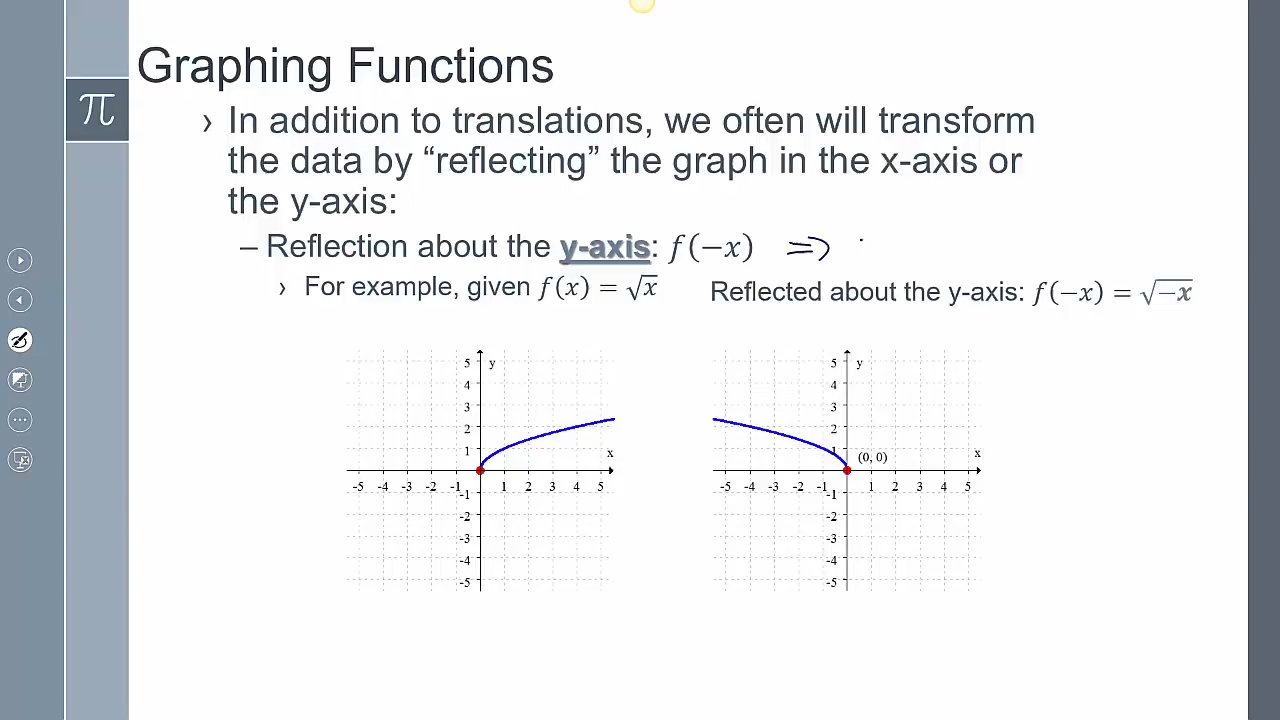 Graphing Functions
π
› In addition to translations, we often will transform
the data by “reflecting” the graph in the x-axis or
the y-axis:
– Reflection about the y-axis: f(−x) ⇒
› For example, given f(x) = √x
Reflected about the y-axis: f(−x) = √−x
5 y
4
3
2
1
x
-5 -4 -3 -2 -1 1 2 3 4 5
-1
-2
-3
-4
-5
5 y
4
3
2
1
(0, 0)
x
-5 -4 -3 -2 -1 1 2 3 4 5
-1
-2
-3
-4
-5